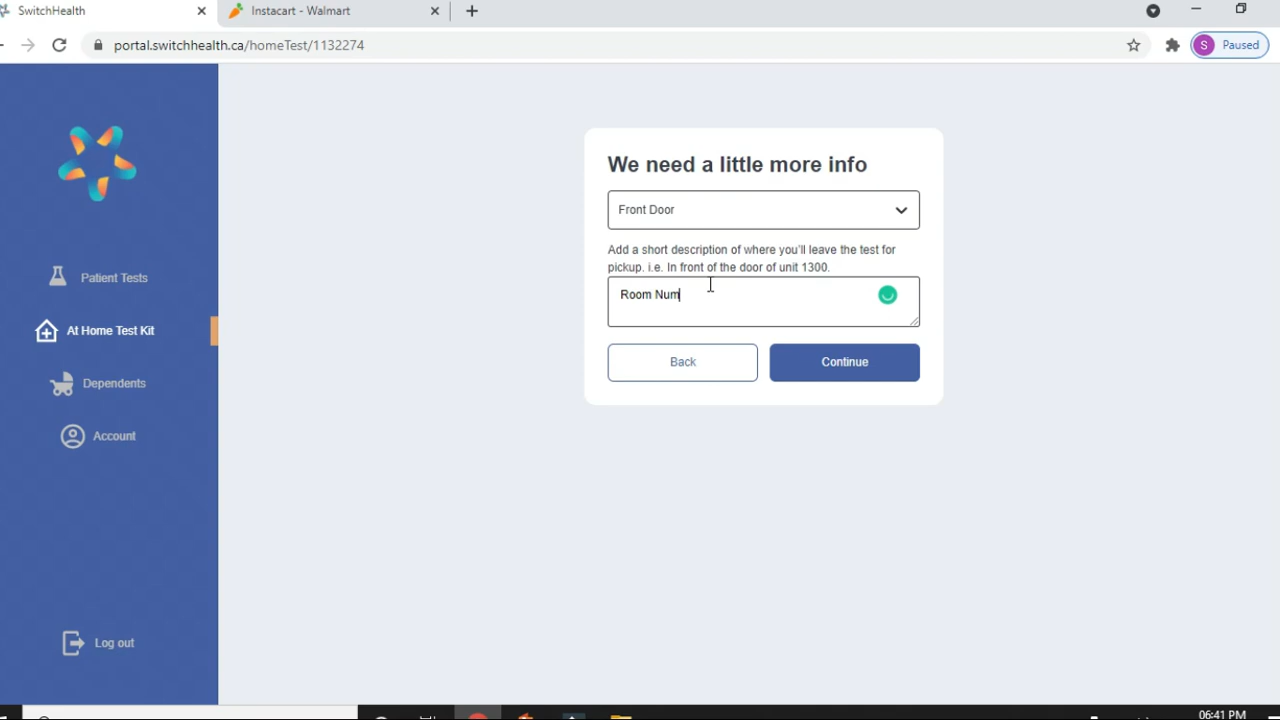 SwitchHealth
Instacart - Walmart
portal.switchhealth.ca/homeTest/1132274
S Paused
Patient Tests
At Home Test Kit
Dependents
Account
Log out
We need a little more info
Front Door
Add a short description of where you'll leave the test for
pickup. i.e. In front of the door of unit 1300.
Room Num
Back Continue
06:41 PM